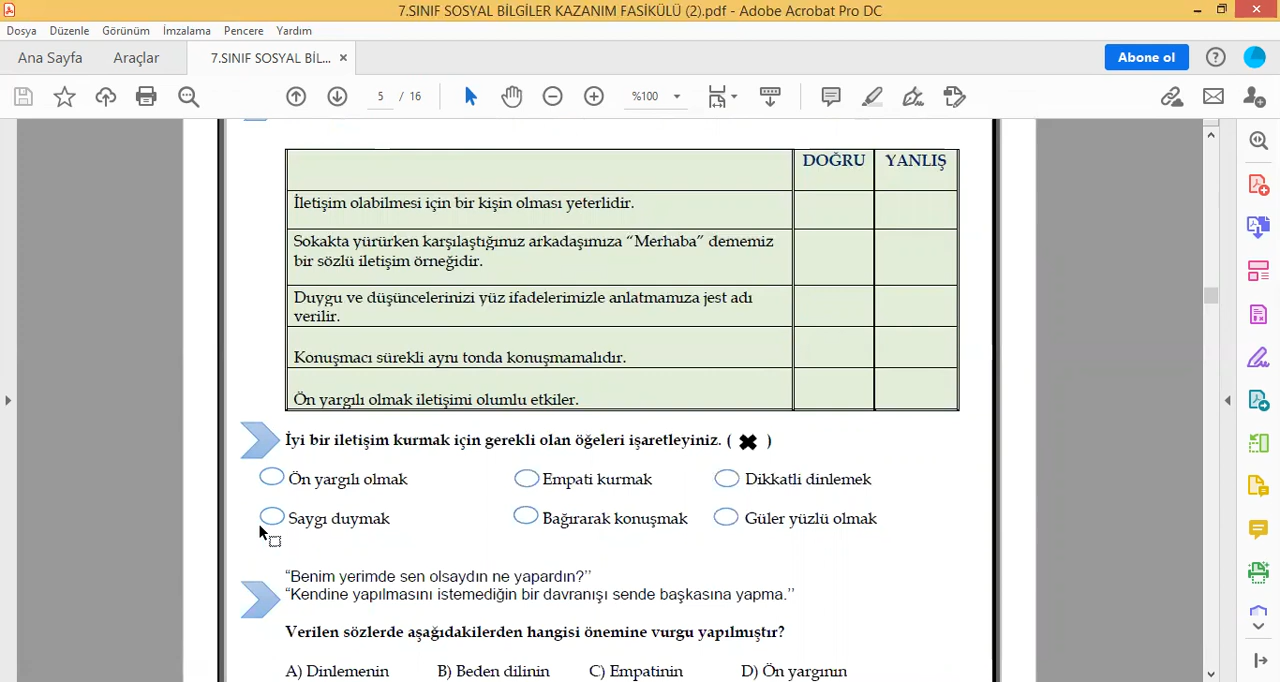 7.SINIF SOSYAL BİLGİLER KAZANIM FASİKÜLÜ (2).pdf - Adobe Acrobat Pro DC
Dosya Düzenle Görünüm İmzalama Pencere Yardım
Ana Sayfa Araçlar 7.SINIF SOSYAL BİL... × Abone ol
5 / 16 %100
DOĞRU YANLIŞ
İletişim olabilmesi için bir kişin olması yeterlidir.
Sokakta yürürken karşılaştığımız arkadaşımıza “Merhaba” dememiz
bir sözlü iletişim örneğidir.
Duygu ve düşüncelerinizi yüz ifadelerimizle anlatmamıza jest adı
verilir.
Konuşmacı sürekli aynı tonda konuşmamalıdır.
Ön yargılı olmak iletişimi olumlu etkiler.
İyi bir iletişim kurmak için gerekli olan öğeleri işaretleyiniz. ( ✖ )
Ön yargılı olmak Empati kurmak Dikkatli dinlemek
Saygı duymak Bağırarak konuşmak Güler yüzlü olmak
“Benim yerimde sen olsaydın ne yapardın?’’
“Kendine yapılmasını istemediğin bir davranışı sende başkasına yapma.’’
Verilen sözlerde aşağıdakilerden hangisi önemine vurgu yapılmıştır?
A) Dinlemenin B) Beden dilinin C) Empatinin D) Ön yargının